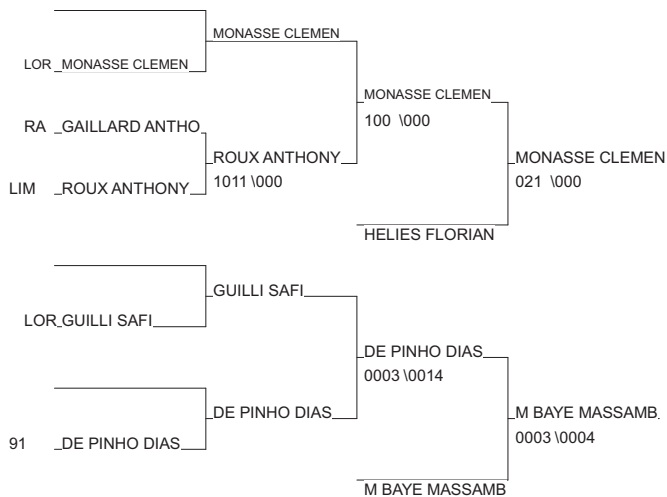 MONASSE CLEMEN
LOR MONASSE CLEMEN
MONASSE CLEMEN
100 \000
RA GAILLARD ANTHO
ROUX ANTHONY
1011 \000
MONASSE CLEMEN
021 \000
LIM ROUX ANTHONY
HELIES FLORIAN
GUILLI SAFI
LOR GUILLI SAFI
DE PINHO DIAS
0003 \0014
DE PINHO DIAS
M BAYE MASSAMB
0003 \0004
91 DE PINHO DIAS
M BAYE MASSAMB